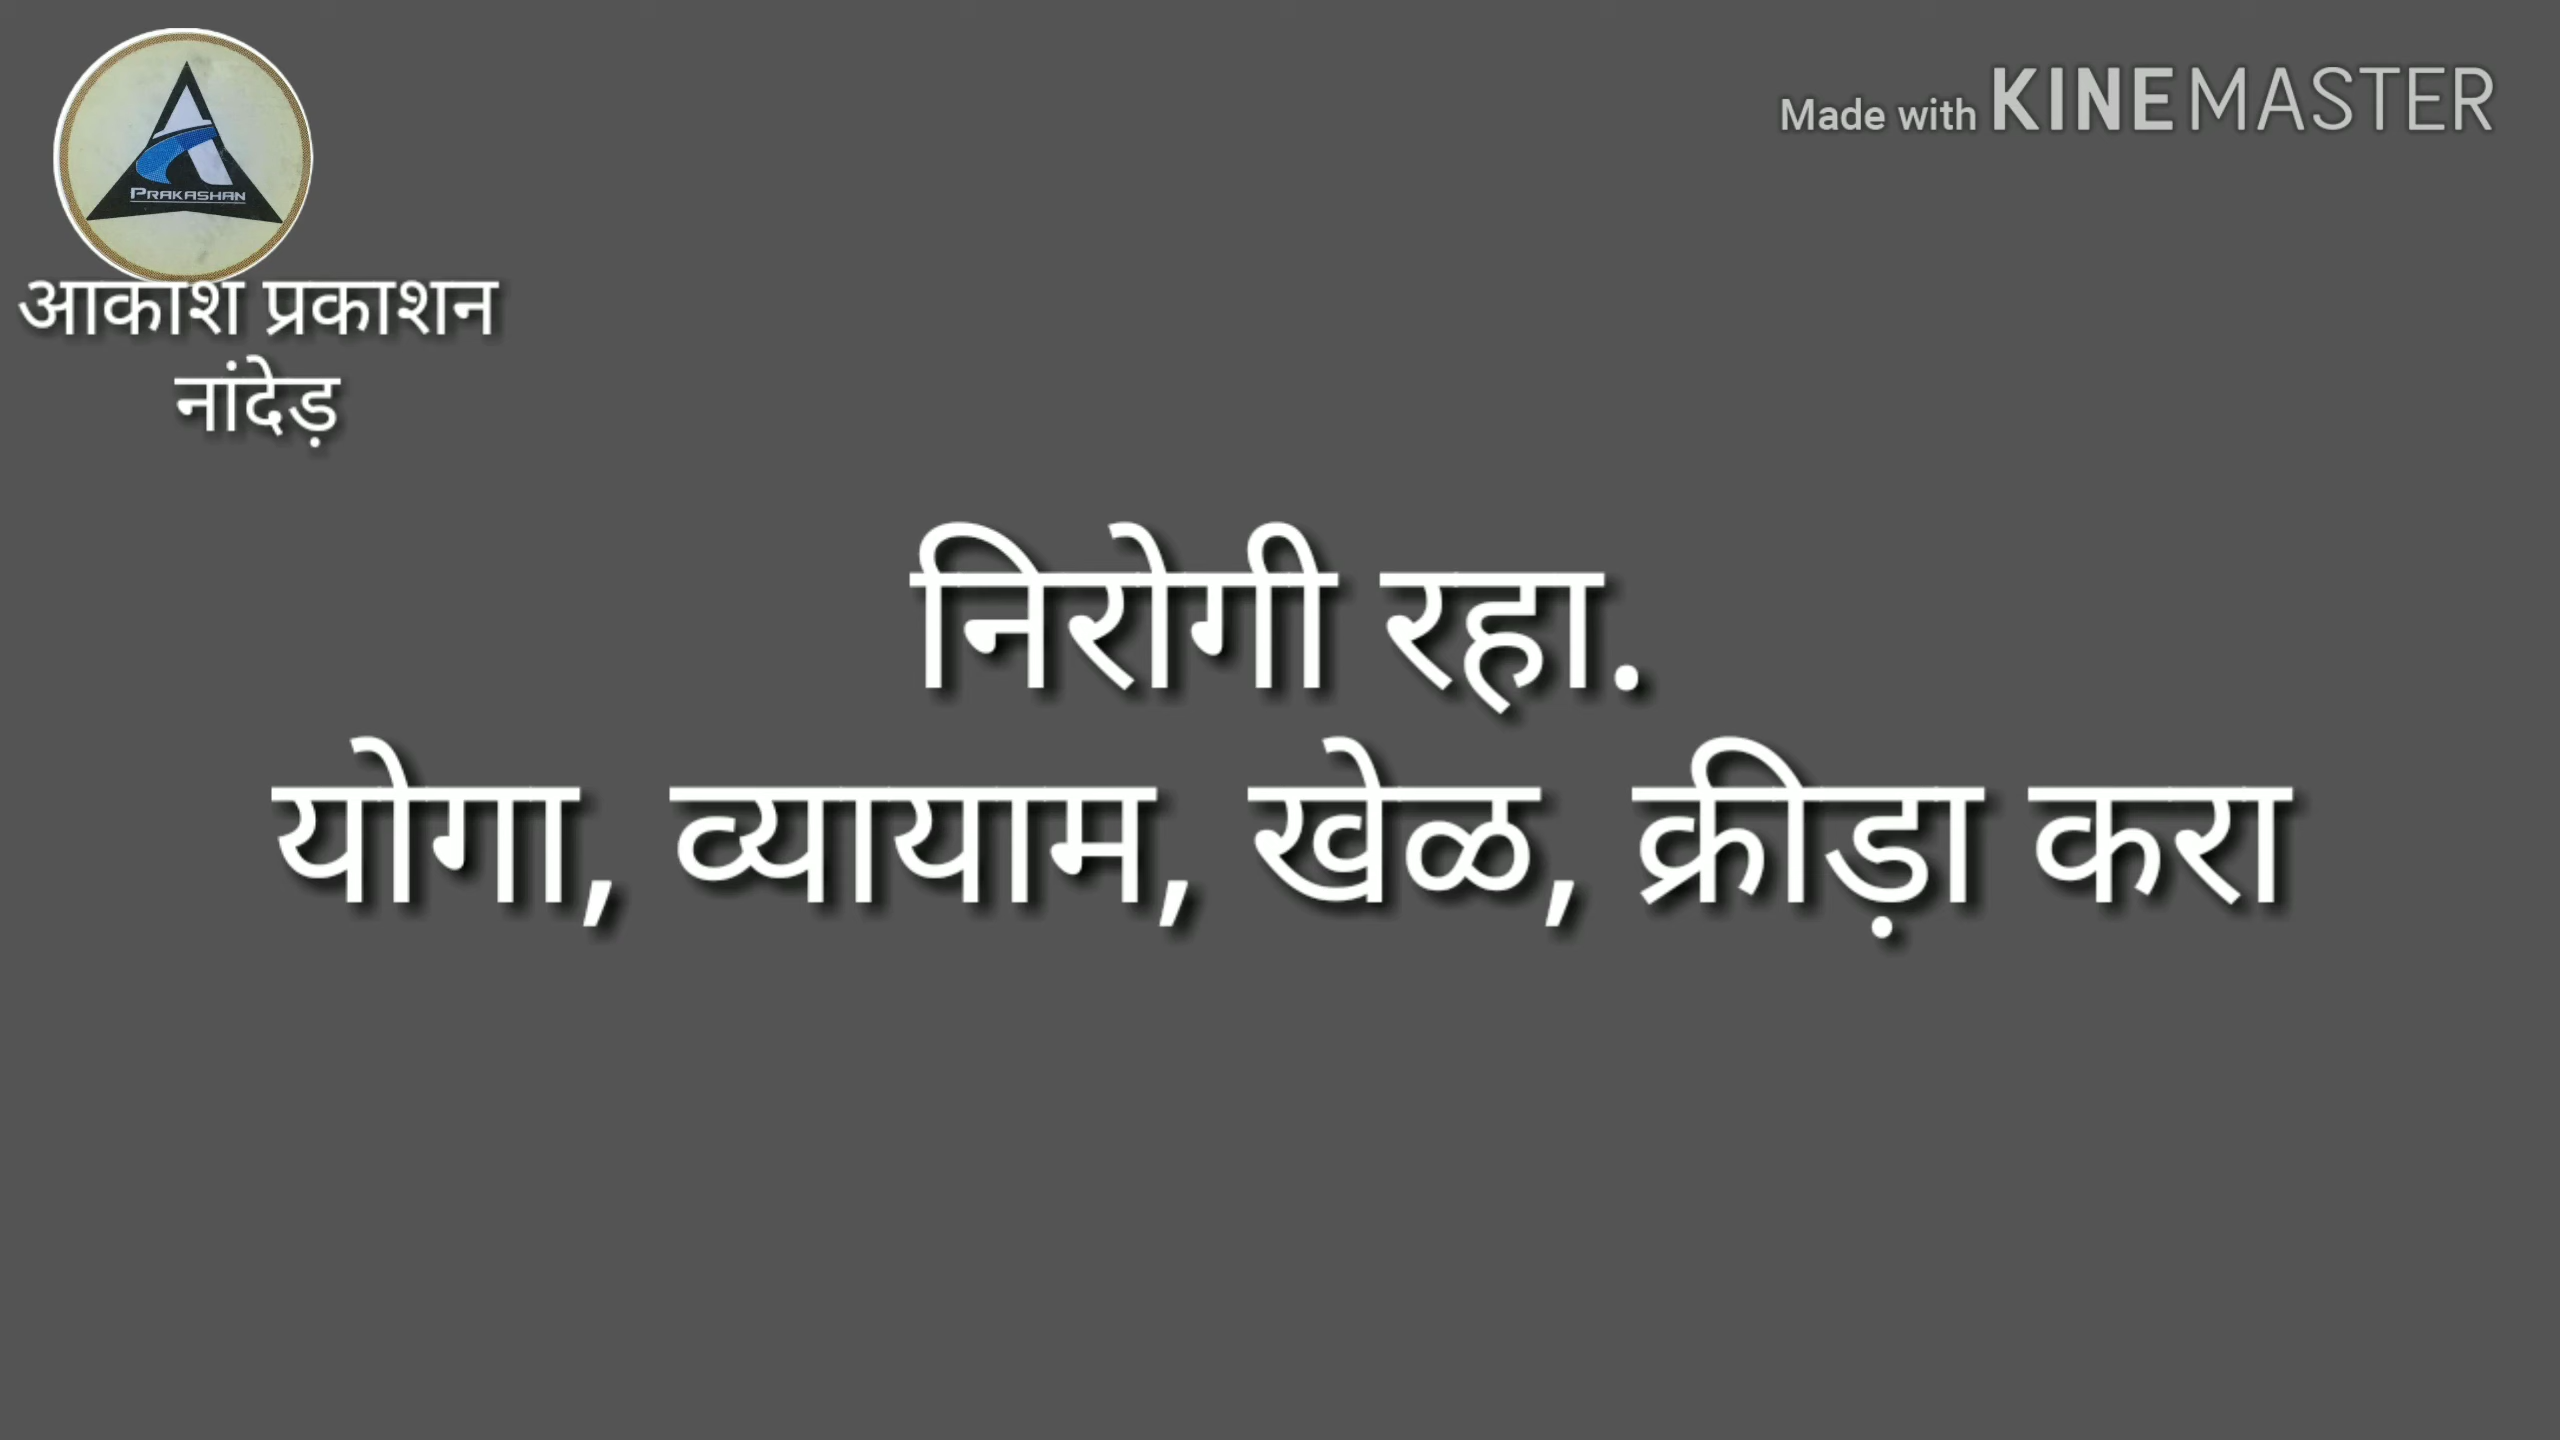 PRAKASHAN
आकाश प्रकाशन
नांदेड़
Made with KINEMASTER
निरोगी रहा.
योगा, व्यायाम, खेळ, क्रीड़ा करा